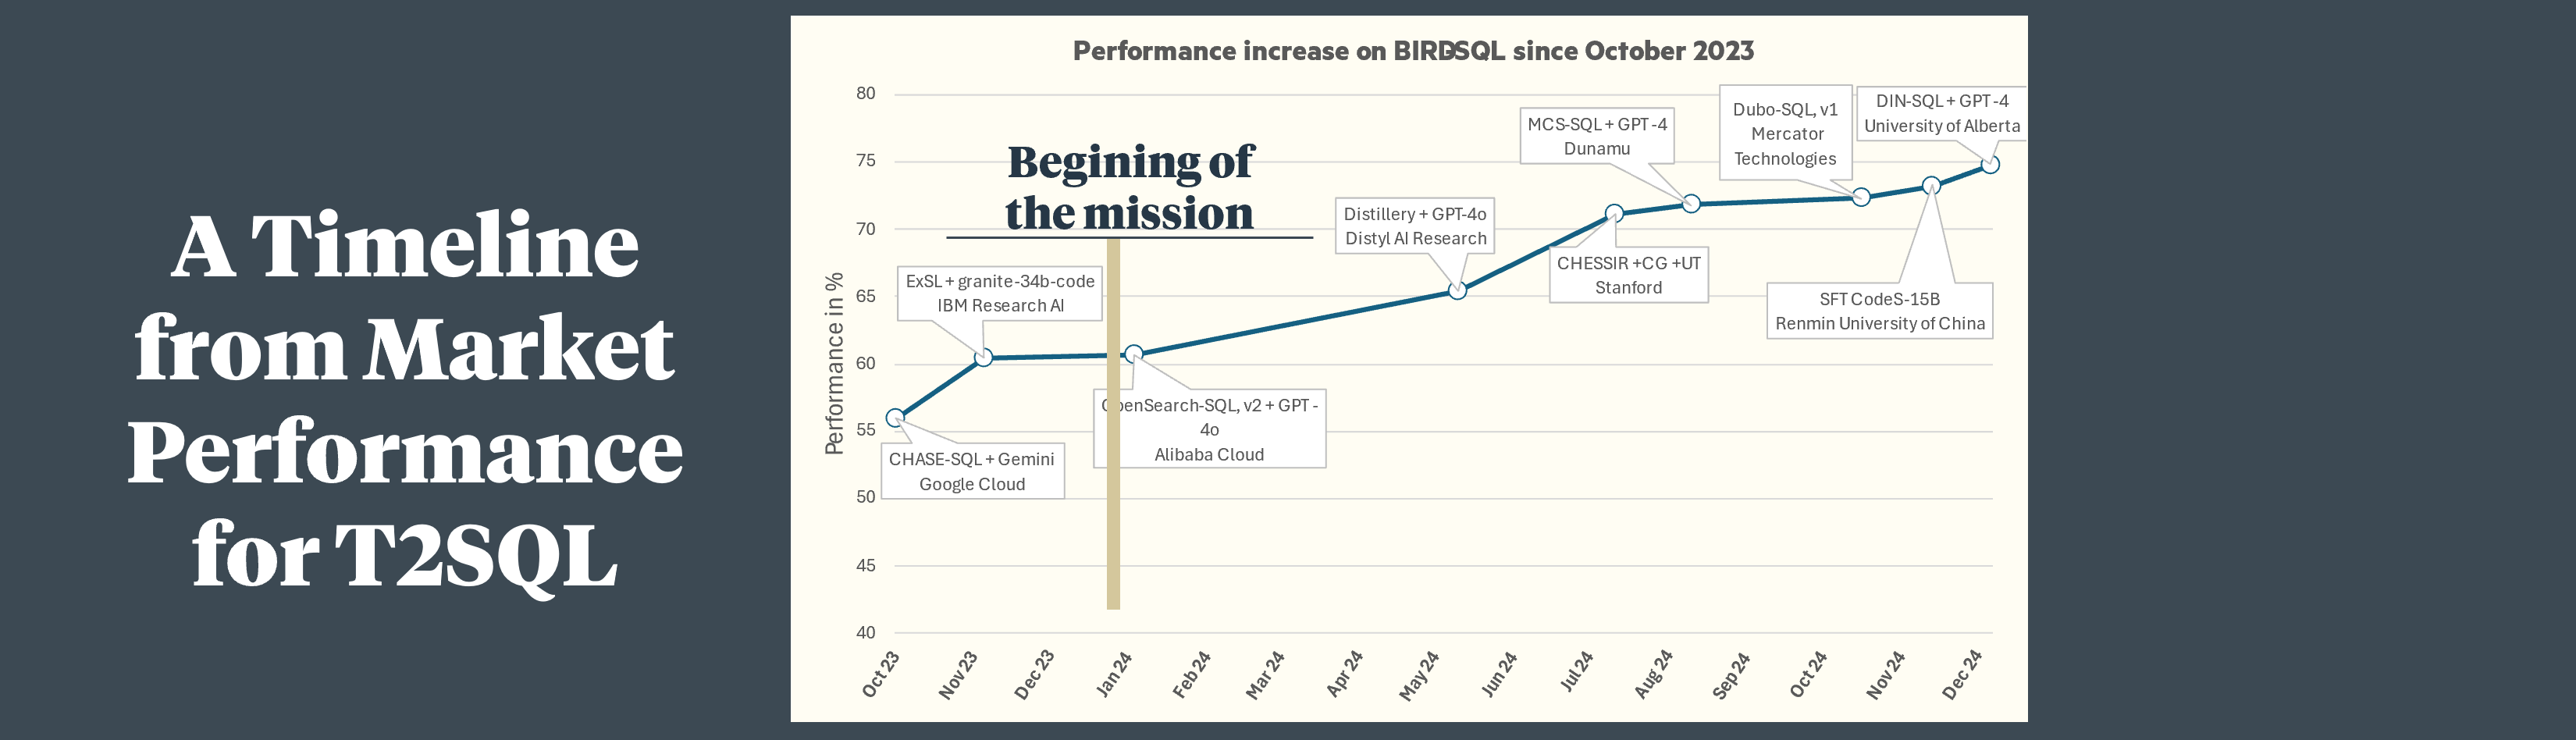 A Timeline
from Market
Performance
for T2SQL
Performance increase on BIRD-SQL since October 2023
Performance in %
80
75
70
65
60
55
50
45
40
Begining of
the mission
CHASE-SQL + Gemini
Google Cloud
ExSL + granite-34b-code
IBM Research AI
OpenSearch-SQL, v2 + GPT -
4o
Alibaba Cloud
Distillery + GPT-4o
Distyl AI Research
CHESSIR +CG +UT
Stanford
MCS-SQL + GPT -4
Dunamu
Dubo-SQL, v1
Mercator
Technologies
SFT CodeS-15B
Renmin University of China
DIN-SQL + GPT -4
University of Alberta
Oct 23
Nov 23
Dec 23
Jan 24
Feb 24
Mar 24
Apr 24
May 24
Jun 24
Jul 24
Aug 24
Sep 24
Oct 24
Nov 24
Dec 24